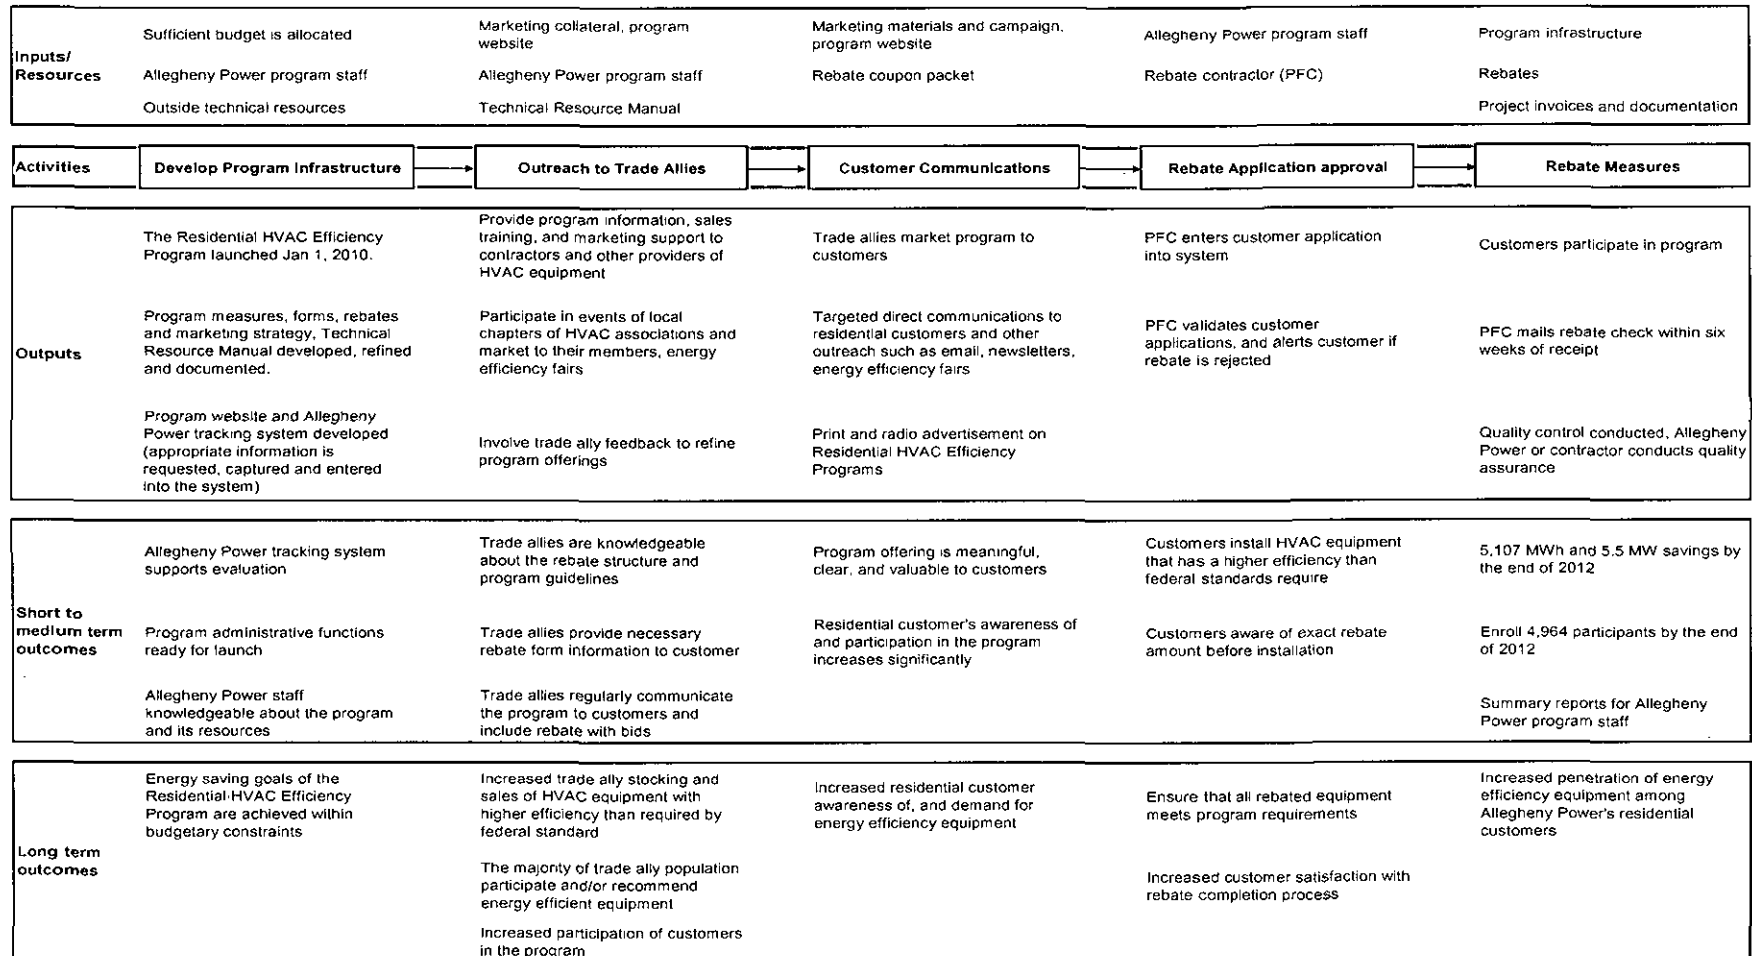 Inputs/
Resources
Sufficient budget is allocated
Allegheny Power program staff
Outside technical resources
Marketing collateral, program
website
Allegheny Power program staff
Technical Resource Manual
Marketing materials and campaign,
program website
Rebate coupon packet
Allegheny Power program staff
Rebate contractor (PFC)
Program infrastructure
Rebates
Project invoices and documentation
Activities
Develop Program Infrastructure
Outreach to Trade Allies
Customer Communications
Rebate Application approval
Rebate Measures
Outputs
The Residential HVAC Efficiency
Program launched Jan 1, 2010.
Program measures, forms, rebates
and marketing strategy, Technical
Resource Manual developed, refined
and documented.
Program website and Allegheny
Power tracking system developed
(appropriate information is
requested, captured and entered
into the system)
Provide program information, sales
training, and marketing support to
contractors and other providers of
HVAC equipment
Participate in events of local
chapters of HVAC associations and
market to their members, energy
efficiency fairs
Involve trade ally feedback to refine
program offerings
Trade allies market program to
customers
Targeted direct communications to
residential customers and other
outreach such as email, newsletters,
energy efficiency fairs
Print and radio advertisement on
Residential HVAC Efficiency
Programs
PFC enters customer application
into system
PFC validates customer
applications, and alerts customer if
rebate is rejected
Customers participate in program
PFC mails rebate check within six
weeks of receipt
Quality control conducted, Allegheny
Power or contractor conducts quality
assurance
Short to
medium term
outcomes
Allegheny Power tracking system
supports evaluation
Program administrative functions
ready for launch
Allegheny Power staff
knowledgeable about the program
and its resources
Trade allies are knowledgeable
about the rebate structure and
program guidelines
Trade allies provide necessary
rebate form information to customer
Trade allies regularly communicate
the program to customers and
include rebate with bids
Program offering is meaningful,
clear, and valuable to customers
Residential customer's awareness of
and participation in the program
increases significantly
Customers install HVAC equipment
that has a higher efficiency than
federal standards require
Customers aware of exact rebate
amount before installation
5,107 MWh and 5.5 MW savings by
the end of 2012
Enroll 4,964 participants by the end
of 2012
Summary reports for Allegheny
Power program staff
Long term
outcomes
Energy saving goals of the
Residential HVAC Efficiency
Program are achieved within
budgetary constraints
Increased trade ally stocking and
sales of HVAC equipment with
higher efficiency than required by
federal standard
The majority of trade ally population
participate and/or recommend
energy efficient equipment
Increased participation of customers
in the program
Increased residential customer
awareness of, and demand for
energy efficiency equipment
Ensure that all rebated equipment
meets program requirements
Increased customer satisfaction with
rebate completion process
Increased penetration of energy
efficiency equipment among
Allegheny Power's residential
customers